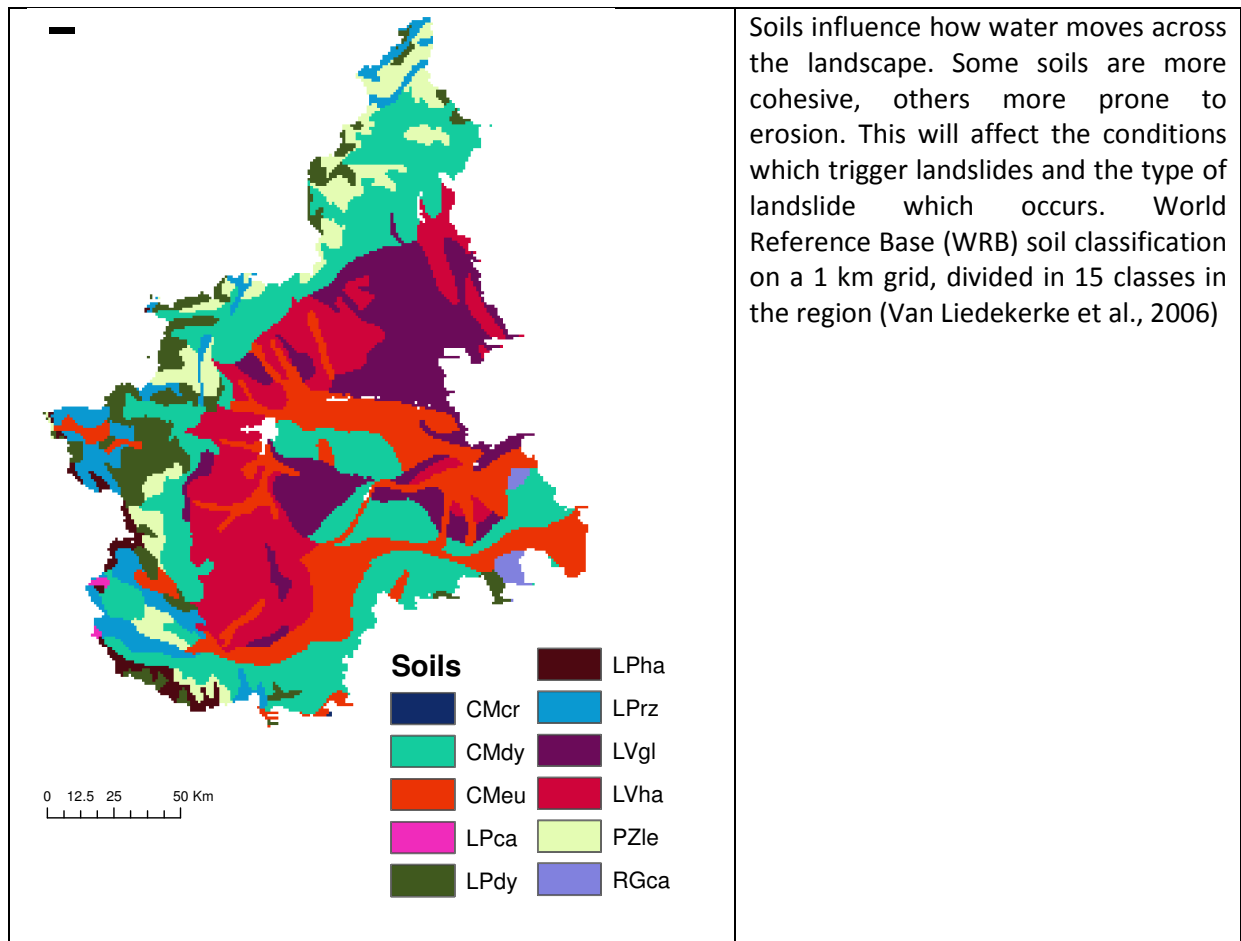 Soils influence how water moves across
the landscape. Some soils are more
cohesive, others more prone to
erosion. This will affect the conditions
which trigger landslides and the type of
landslide which occurs. World
Reference Base (WRB) soil classification
on a 1 km grid, divided in 15 classes in
the region (Van Liedekerke et al., 2006)
Soils
CMcr
CMdy
CMeu
LPca
LPdy
LPha
LPrz
LVgl
LVha
PZle
RGca
0 12.5 25 50 Km